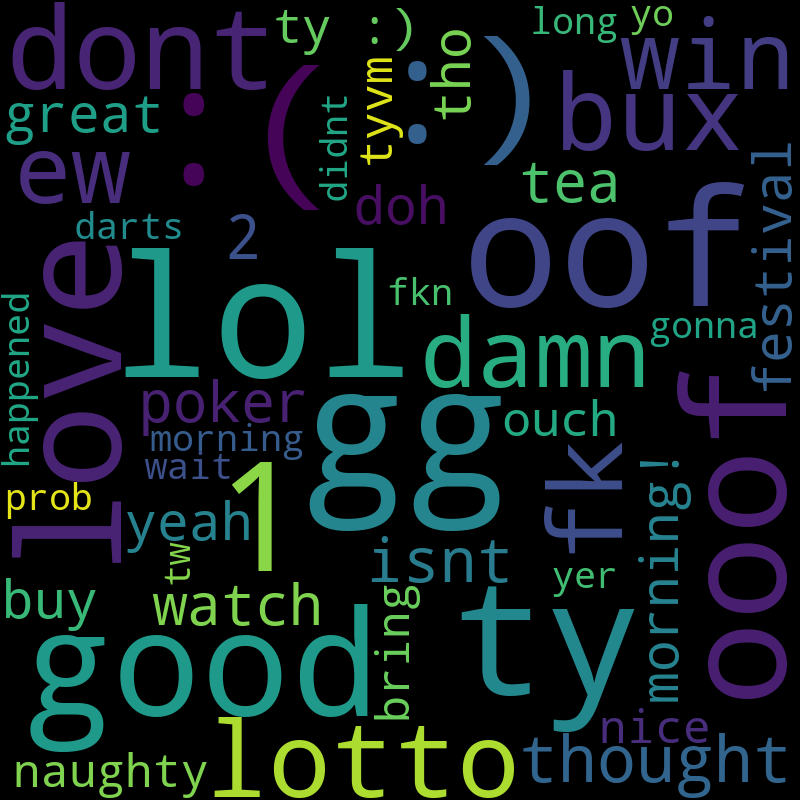 dont
ty :)
long
yo
win
great
:(
didnt
tyvm
:)
tho
bux
ew
doh
tea
festival
darts
2
oof
love
lol
fkn
gonna
happened
damn
poker
gg
ouch
ooof
morning
wait
1
fk
prob
yeah
isnt
morning!
tw
yer
buy
watch
bring
ty
good
nice
naughty
lotto
thought